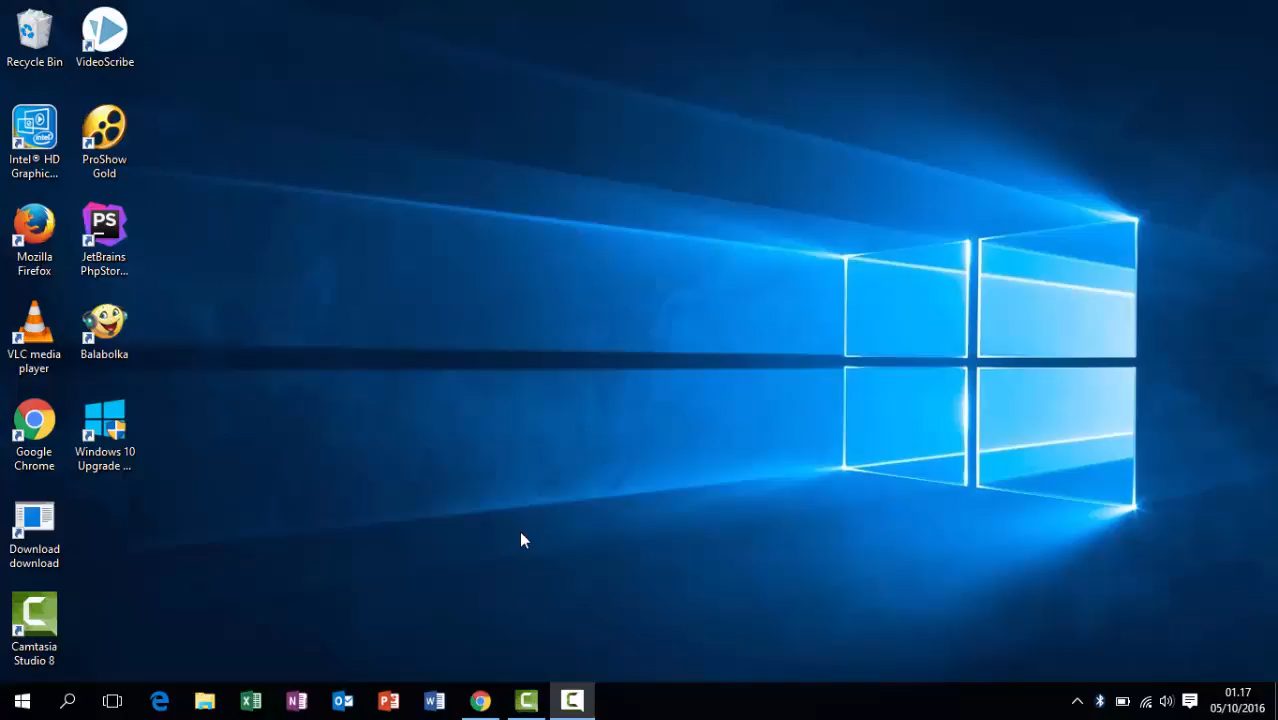 Recycle Bin
VideoScribe
Intel® HD
Graphic...
ProShow
Gold
Mozilla
Firefox
PS
JetBrains
PhpStor...
VLC media
player
Balabolka
Google
Chrome
Windows 10
Upgrade ...
Download
download
Camtasia
Studio 8
01.17
05/10/2016